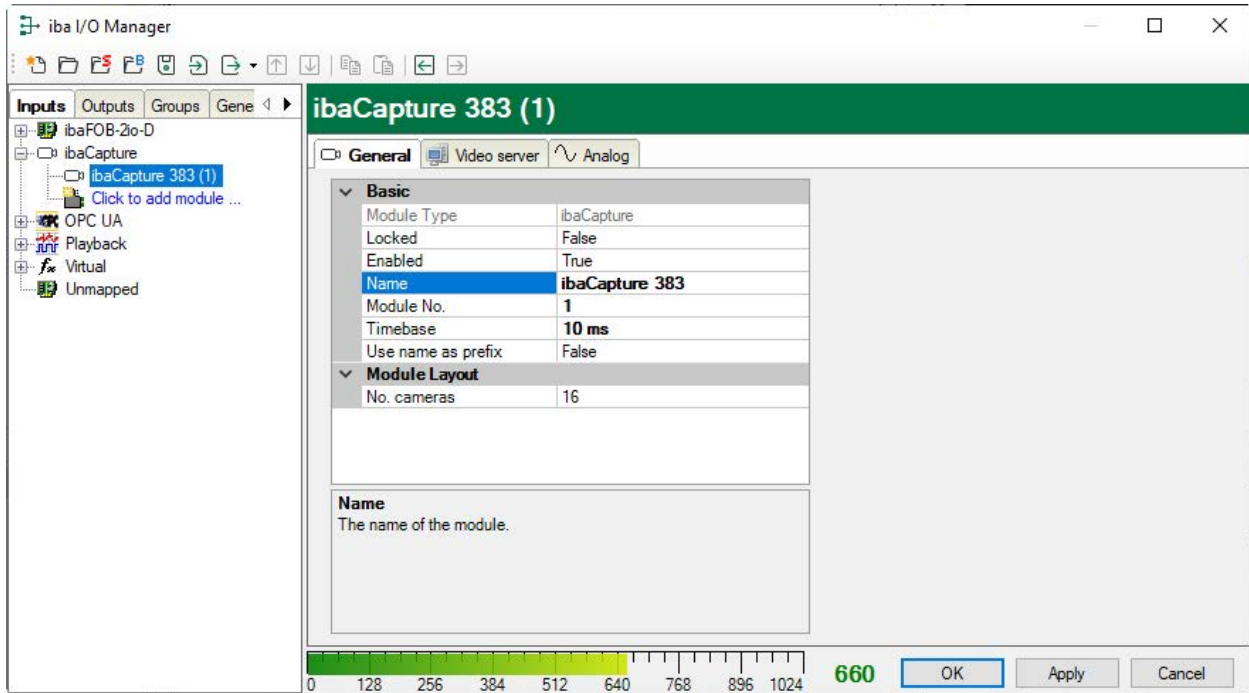 iba I/O Manager
Inputs Outputs Groups Gene
ibaFOB-2io-D
ibaCapture
ibaCapture 383 (1)
Click to add module ...
OPC UA
Playback
Virtual
Unmapped
ibaCapture 383 (1)
General Video server Analog
Basic
Module Type ibaCapture
Locked False
Enabled True
Name ibaCapture 383
Module No. 1
Timebase 10 ms
Use name as prefix False
Module Layout
No. cameras 16
Name
The name of the module.
0 128 256 384 512 640 768 896 1024
660 OK Apply Cancel